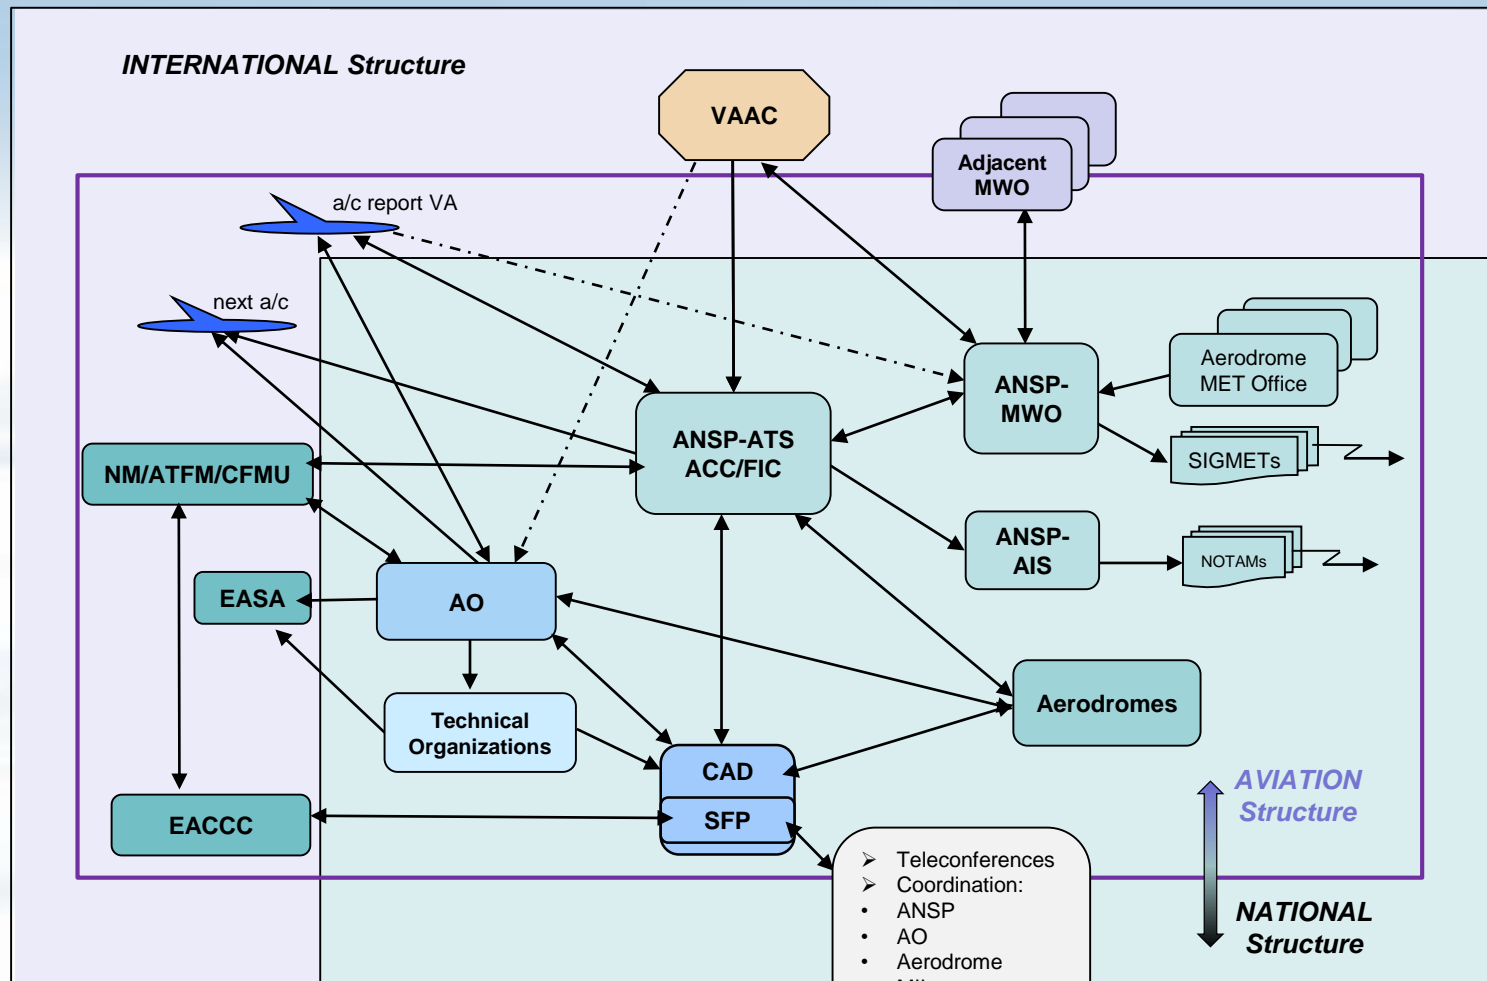 INTERNATIONAL Structure
VAAC
Adjacent
MWO
a/c report VA
next a/c
Aerodrome
MET Office
ANSP-
MWO
ANSP-ATS
ACC/FIC
SIGMETs
NM/ATFM/CFMU
ANSP-
AIS
NOTAMs
EASA
AO
Aerodromes
Technical
Organizations
CAD
SFP
EACCC
AVIATION
Structure
➢ Teleconferences
➢ Coordination:
• ANSP
• AO
• Aerodrome
NATIONAL
Structure